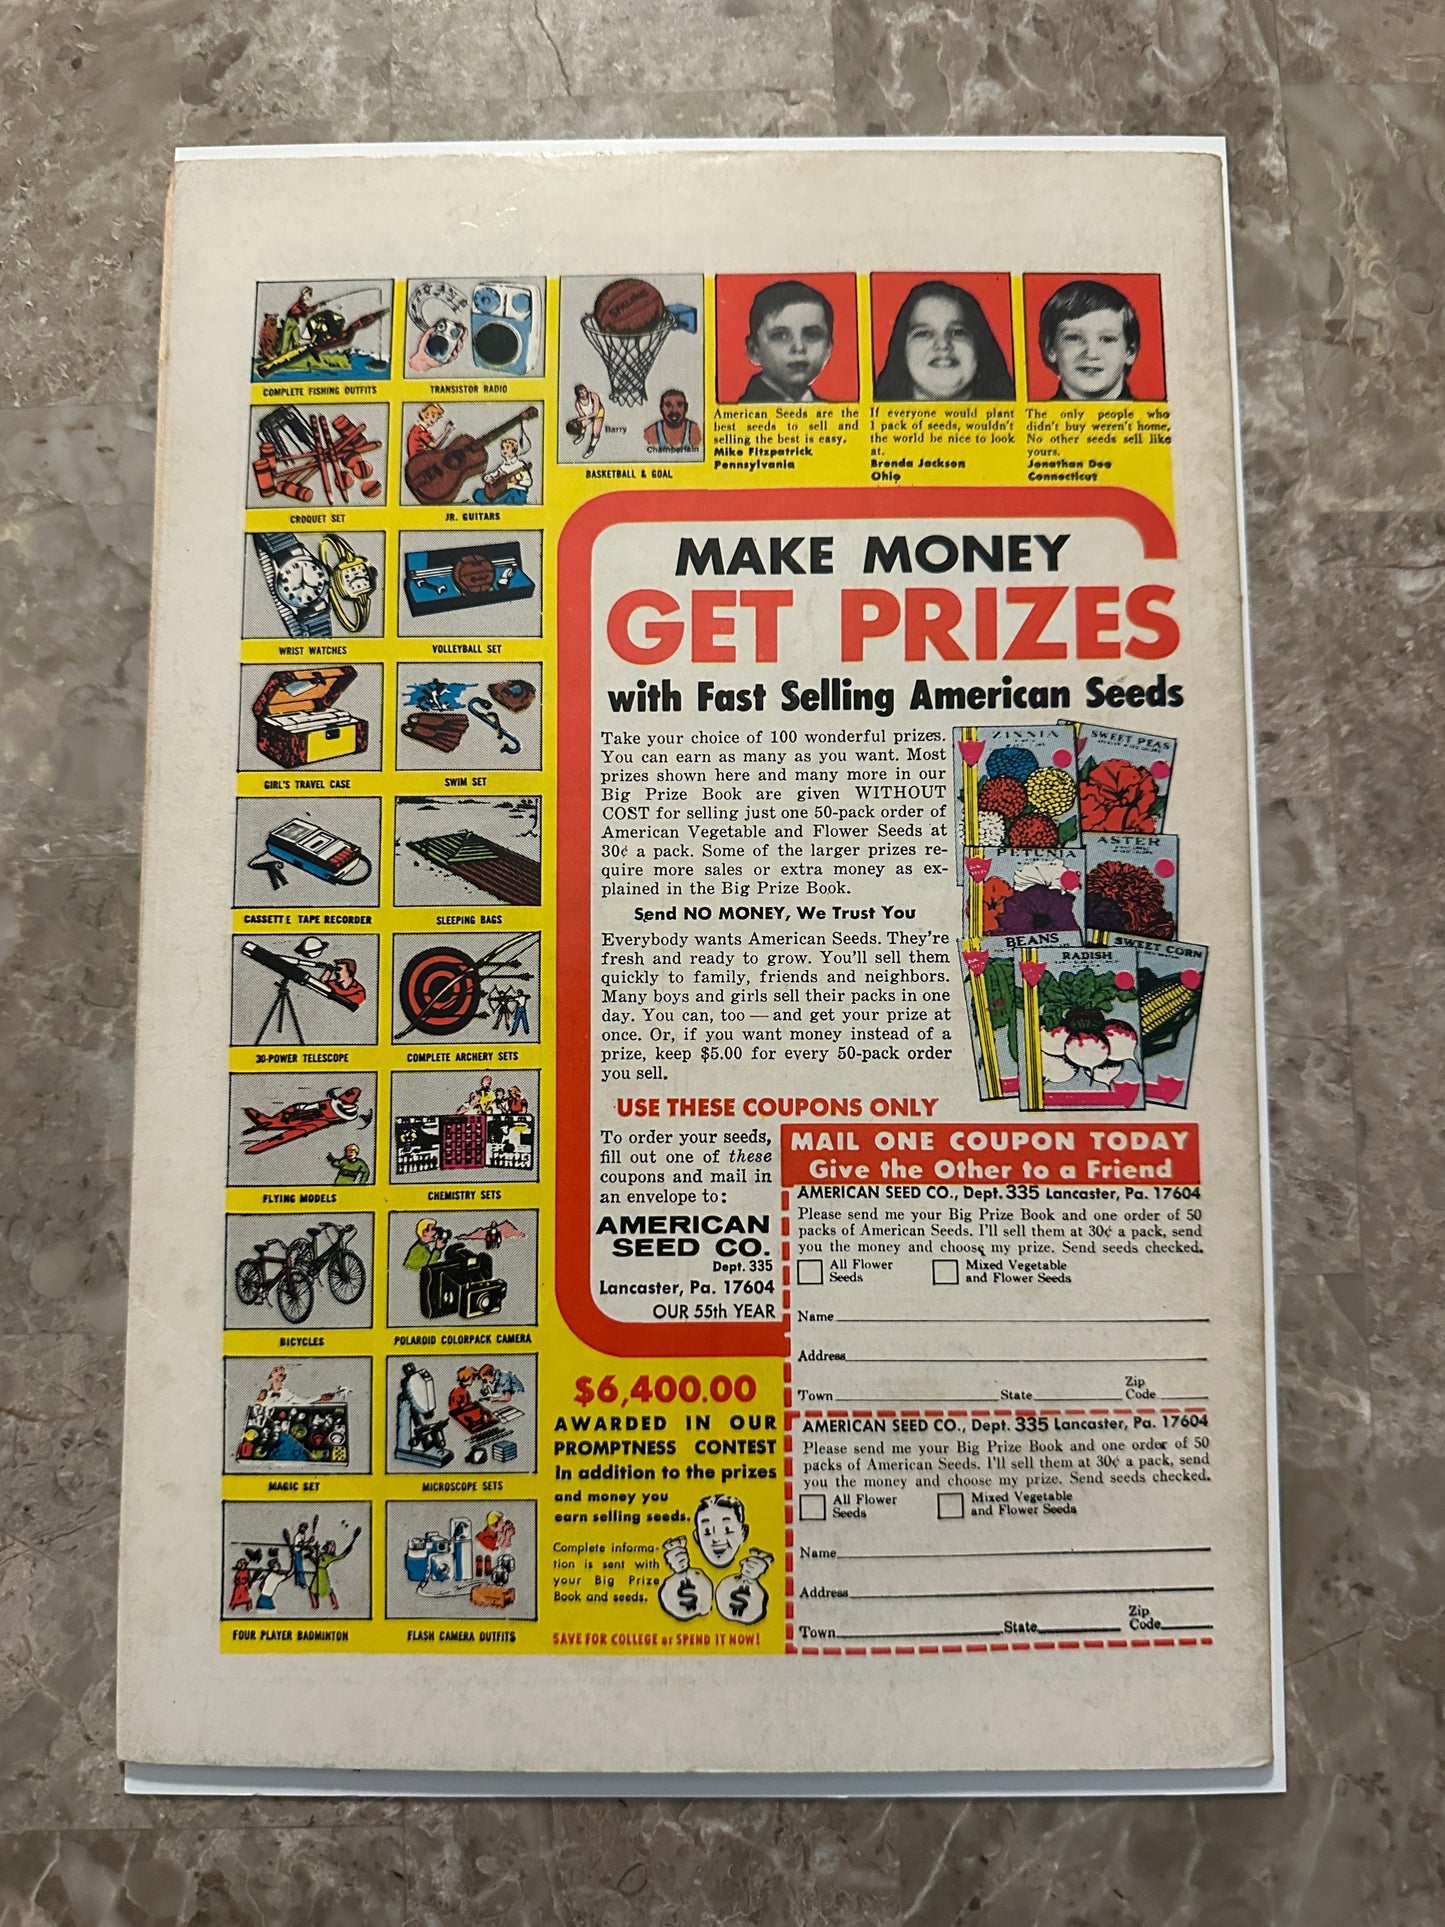 COMPLETE FISHING OUTFITS
TRANSISTOR RADIO
CROQUET SET
JR. GUITARS
WRIST WATCHES
VOLLEYBALL SET
GIRL'S TRAVEL CASE
SWIM SET
CASSETTE TAPE RECORDER
SLEEPING BAGS
30-POWER TELESCOPE
COMPLETE ARCHERY SETS
FLYING MODELS
CHEMISTRY SETS
BICYCLES
POLAROID COLORPACK CAMERA
MAGIC SET
MICROSCOPE SETS
FOUR PLAYER BADMINTON
FLASH CAMERA OUTFITS
SPALDING
Barry
Chamberlain
BASKETBALL & GOAL
American Seeds are the
best seeds to sell and
selling the best is easy.
Mike Fitzpatrick
Pennsylvania
If everyone would plant
1 pack of seeds, wouldn't
the world be nice to look
at.
Brenda Jackson
Ohio
The only people who
didn't buy weren't home.
No other seeds sell like
yours.
Jonathan Doe
Connecticut
MAKE MONEY
GET PRIZES
with Fast Selling American Seeds
Take your choice of 100 wonderful prizes.
You can earn as many as you want. Most
prizes shown here and many more in our
Big Prize Book are given WITHOUT
COST for selling just one 50-pack order of
American Vegetable and Flower Seeds at
30¢ a pack. Some of the larger prizes re-
quire more sales or extra money as ex-
plained in the Big Prize Book.
Send NO MONEY, We Trust You
Everybody wants American Seeds. They're
fresh and ready to grow. You'll sell them
quickly to family, friends and neighbors.
Many boys and girls sell their packs in one
day. You can, too — and get your prize at
once. Or, if you want money instead of a
prize, keep $5.00 for every 50-pack order
you sell.
ZINNIA
SWEET PEAS
PETUNIA
ASTER
BEANS
RADISH
SWEET CORN
USE THESE COUPONS ONLY
To order your seeds,
fill out one of these
coupons and mail in
an envelope to:
AMERICAN
SEED CO.
Dept. 335
Lancaster, Pa. 17604
OUR 55th YEAR
MAIL ONE COUPON TODAY
Give the Other to a Friend
AMERICAN SEED CO., Dept. 335 Lancaster, Pa. 17604
Please send me your Big Prize Book and one order of 50
packs of American Seeds. I'll sell them at 30¢ a pack, send
you the money and choose my prize. Send seeds checked.
All Flower Seeds
Mixed Vegetable and Flower Seeds
Name
Address
Town State Zip Code
AMERICAN SEED CO., Dept. 335 Lancaster, Pa. 17604
Please send me your Big Prize Book and one order of 50
packs of American Seeds. I'll sell them at 30¢ a pack, send
you the money and choose my prize. Send seeds checked.
All Flower Seeds
Mixed Vegetable and Flower Seeds
Name
Address
Town State Zip Code
$6,400.00
AWARDED IN OUR
PROMPTNESS CONTEST
In addition to the prizes
and money you
earn selling seeds.
Complete informa-
tion is sent with
your Big Prize
Book and seeds.
$ $
SAVE FOR COLLEGE or SPEND IT NOW!